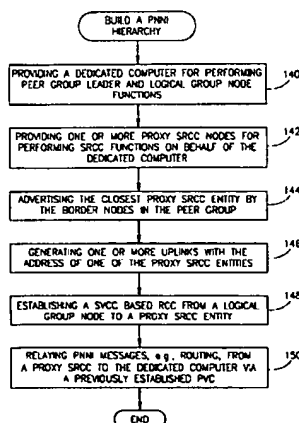 BUILD A PNNI
HIERARCHY
PROVIDING A DEDICATED COMPUTER FOR PERFORMING
PEER GROUP LEADER AND LOGICAL GROUP NODE
FUNCTIONS
140
PROVIDING ONE OR MORE PROXY SRCC NODES FOR
PERFORMING SRCC FUNCTIONS ON BEHALF OF THE
DEDICATED COMPUTER
142
ADVERTISING THE CLOSEST PROXY SRCC ENTITY BY
THE BORDER NODES IN THE PEER GROUP
144
GENERATING ONE OR MORE UPLINKS WITH THE
ADDRESS OF ONE OF THE PROXY SRCC ENTITIES
146
ESTABLISHING A SVCC BASED RCC FROM A LOGICAL
GROUP NODE TO A PROXY SRCC ENTITY
148
RELAYING PNNI MESSAGES, e.g., ROUTING, FROM
A PROXY SRCC TO THE DEDICATED COMPUTER VIA
A PREVIOUSLY ESTABLISHED PVC
150
END